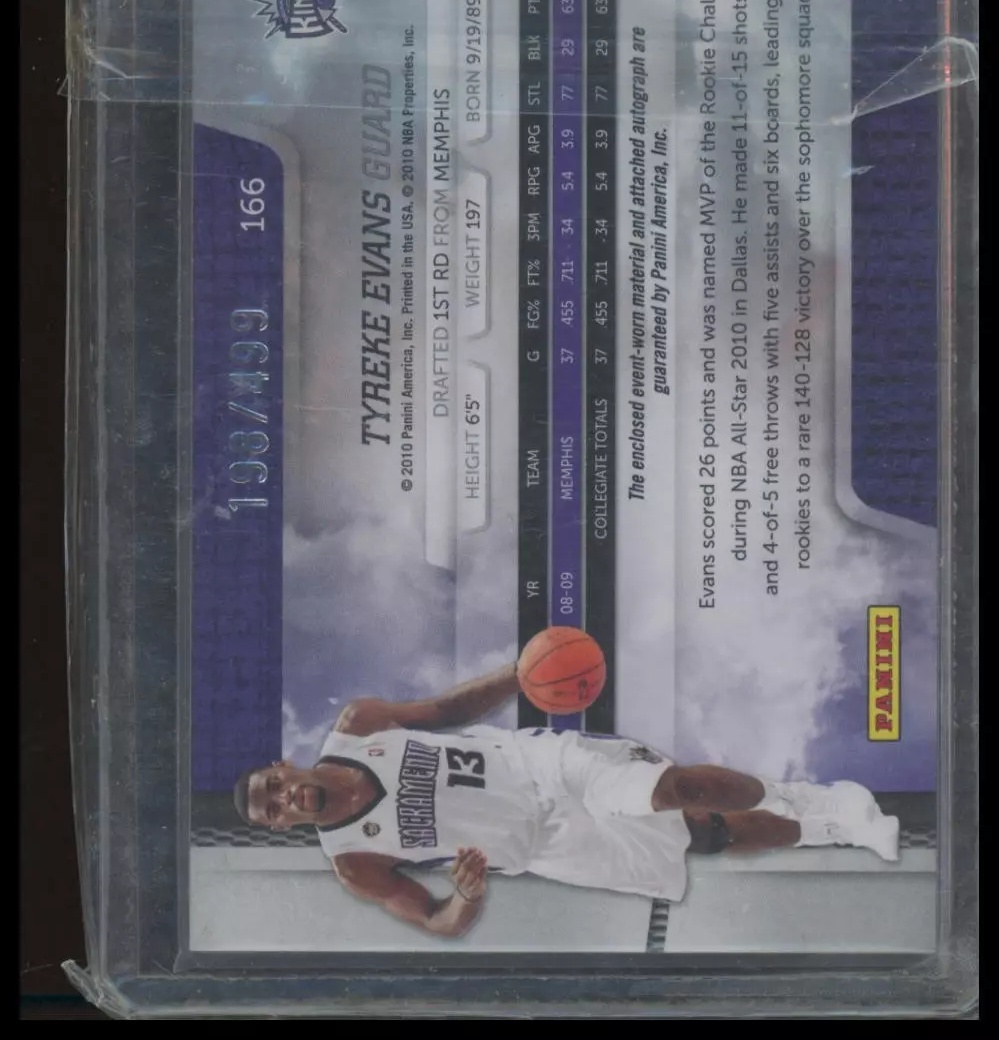 198/499
166
KIN
TYREKE EVANS GUARD
© 2010 Panini America, Inc. Printed in the USA. © 2010 NBA Properties, Inc.
DRAFTED 1ST RD FROM MEMPHIS
HEIGHT 6'5" WEIGHT 197 BORN 9/19/89
YR TEAM G FG% FT% 3PM RPG APG STL BLK PT
08-09 MEMPHIS 37 .455 .711 34 5.4 3.9 77 29 63
COLLEGIATE TOTALS 37 .455 .711 34 5.4 3.9 77 29 63
The enclosed event-worn material and attached autograph are
guaranteed by Panini America, Inc.
Evans scored 26 points and was named MVP of the Rookie Chal
during NBA All-Star 2010 in Dallas. He made 11-of-15 shots
and 4-of-5 free throws with five assists and six boards, leading
rookies to a rare 140-128 victory over the sophomore squa
SACRAMENTO
13
PANINI